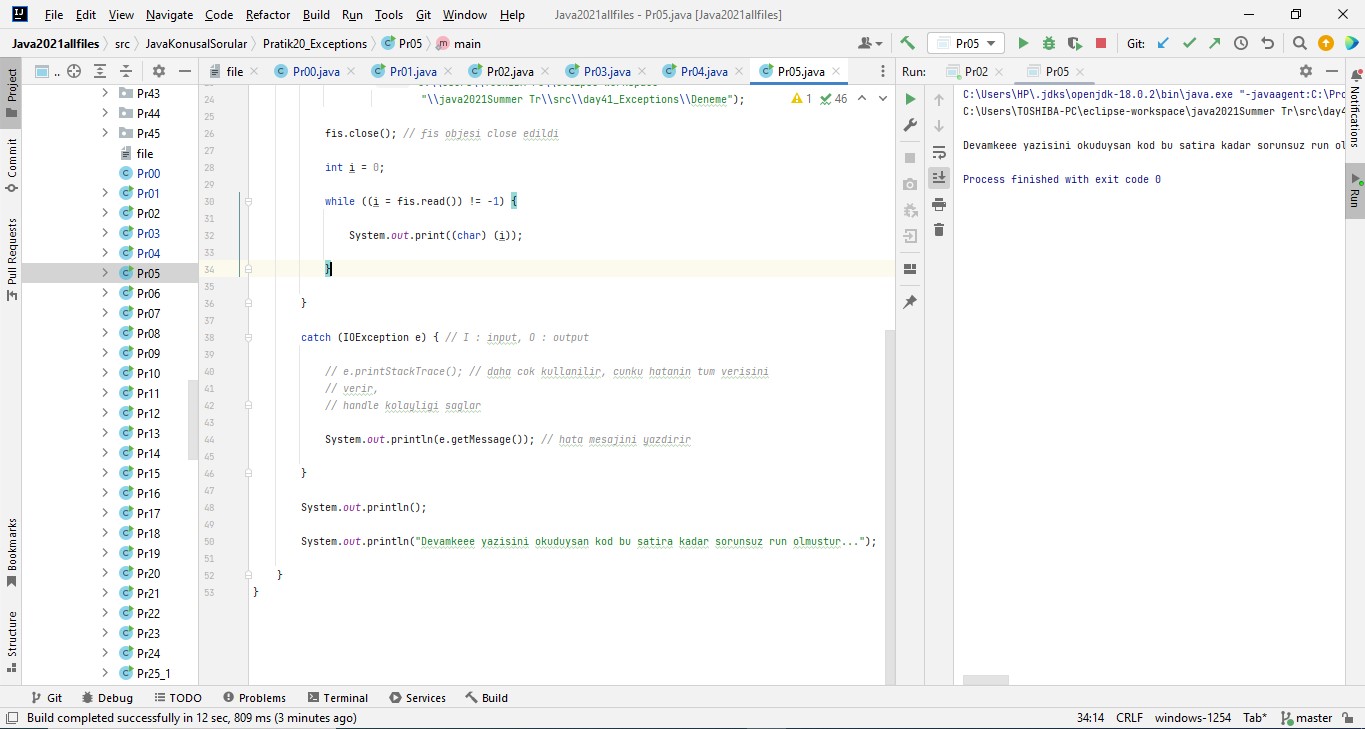 File Edit View Navigate Code Refactor Build Run Tools Git Window Help Java2021allfiles - Pr05.java [Java2021allfiles]
Java2021allfiles src JavaKonusalSorular Pratik20_Exceptions Pr05 main Pr05 Git:
Project
Commit
Pull Requests
Bookmarks
Structure
..
Pr43
Pr44
Pr45
file
Pr00
Pr01
Pr02
Pr03
Pr04
Pr05
Pr06
Pr07
Pr08
Pr09
Pr10
Pr11
Pr12
Pr13
Pr14
Pr15
Pr16
Pr17
Pr18
Pr19
Pr20
Pr21
Pr22
Pr23
Pr24
Pr25_1
file Pr00.java Pr01.java Pr02.java Pr03.java Pr04.java Pr05.java
1 46
24 "\\java2021Summer Tr\\src\\day41_Exceptions\\Deneme");
25
26 fis.close(); // fis objesi close edildi
27
28 int i = 0;
29
30 while ((i = fis.read()) != -1) {
31
32 System.out.print((char) (i));
33
34 }
35
36 }
37
38 catch (IOException e) { // I : input, O : output
39
40 // e.printStackTrace(); // daha cok kullanilir, cunku hatanin tum verisini
41 // verir,
42 // handle kolayligi saglar
43
44 System.out.println(e.getMessage()); // hata mesajini yazdirir
45
46 }
47
48 System.out.println();
49
50 System.out.println("Devamkeee yazisini okuduysan kod bu satira kadar sorunsuz run olmustur...");
51
52 }
53 }
Run: Pr02 Pr05
C:\Users\HP\.jdks\openjdk-18.0.2\bin\java.exe "-javaagent:C:\Pro
C:\Users\TOSHIBA-PC\eclipse-workspace\java2021Summer Tr\src\day4
Devamkeee yazisini okuduysan kod bu satira kadar sorunsuz run ol
Process finished with exit code 0
Notifications
Run
Git Debug TODO Problems Terminal Services Build
Build completed successfully in 12 sec, 809 ms (3 minutes ago) 34:14 CRLF windows-1254 Tab* master